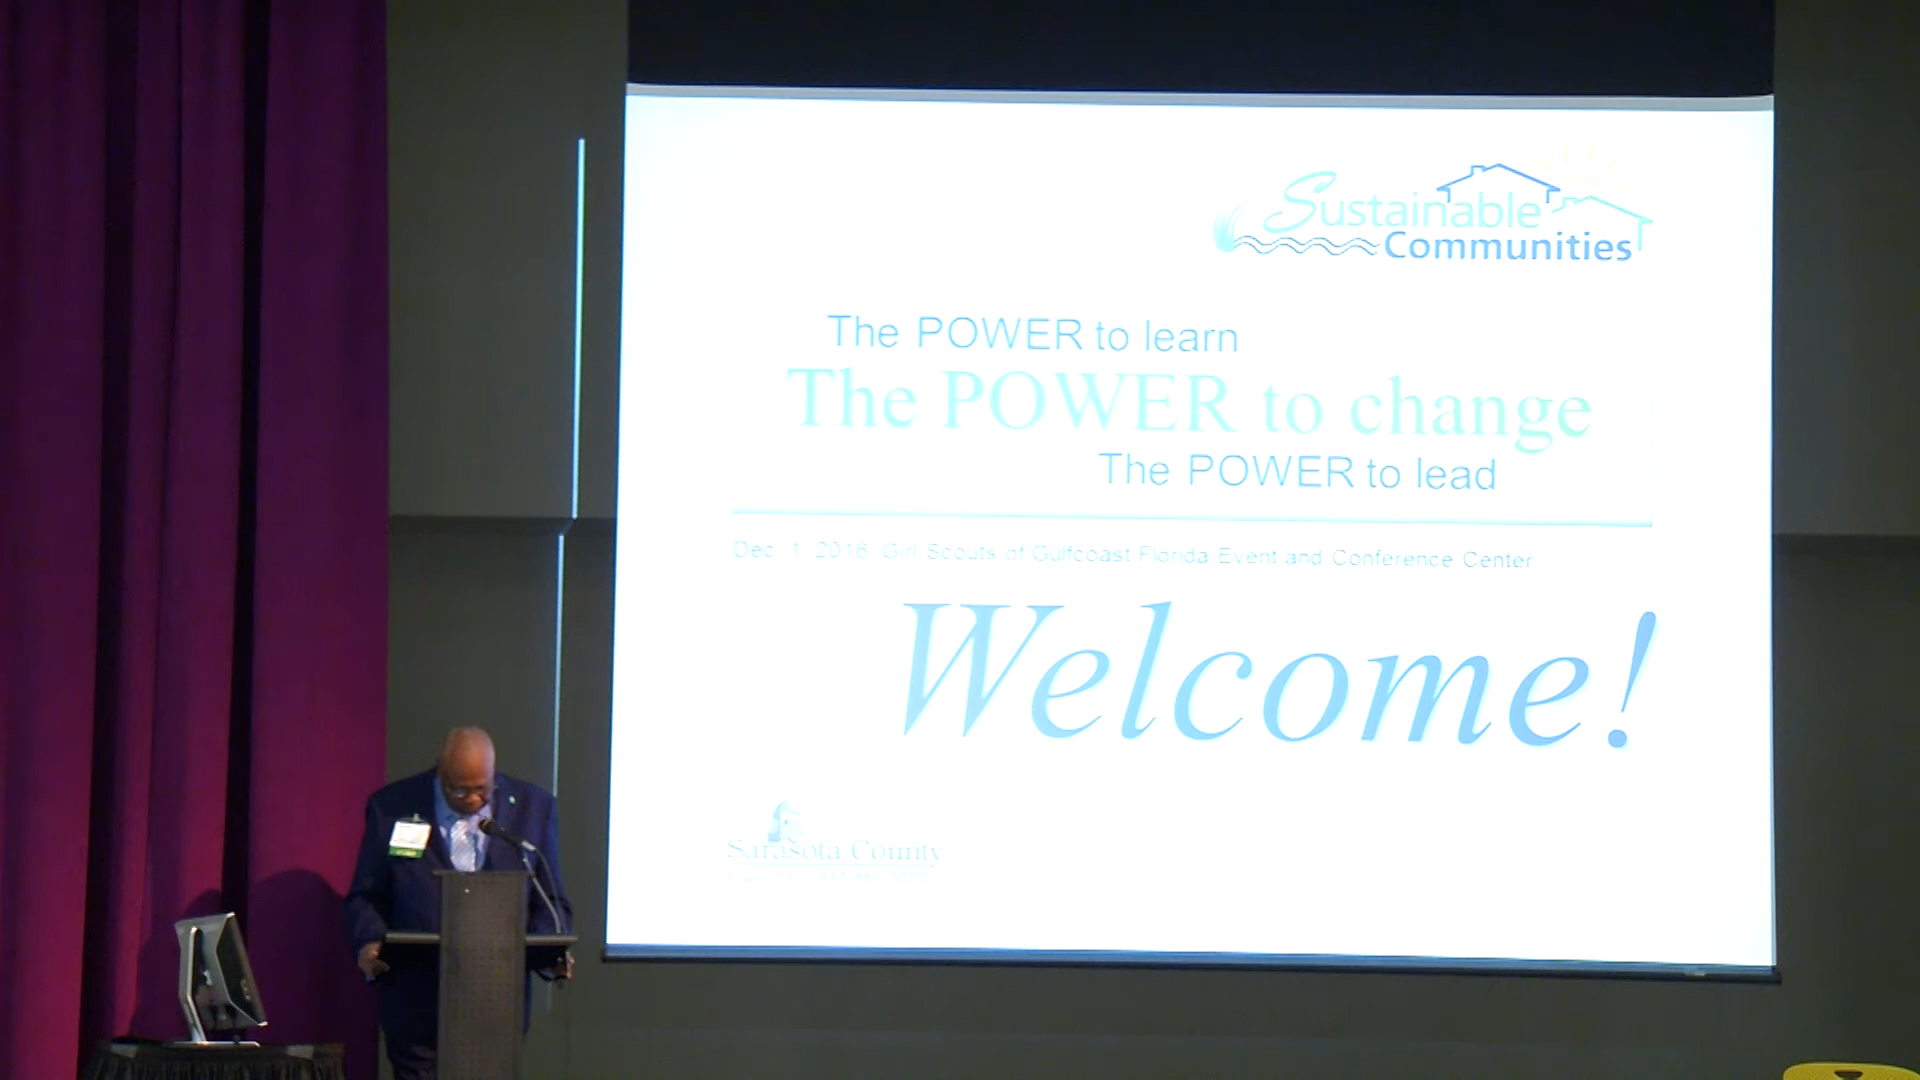 Sustainable
Communities
The POWER to learn
The POWER to change
The POWER to lead
Dec. 1, 2016 Girl Scouts of Gulfcoast Florida Event and Conference Center
Welcome!
Sarasota County